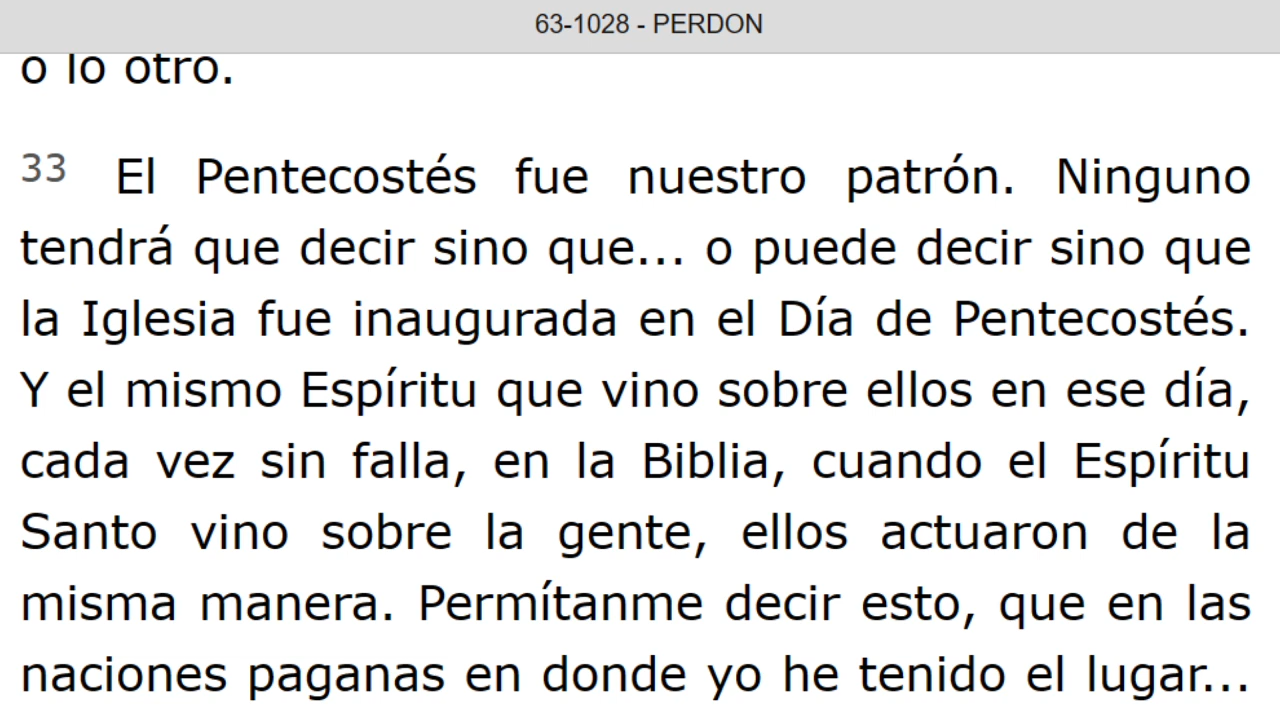 63-1028 - PERDON
o lo otro.
33 El Pentecostés fue nuestro patrón. Ninguno
tendrá que decir sino que... o puede decir sino que
la Iglesia fue inaugurada en el Día de Pentecostés.
Y el mismo Espíritu que vino sobre ellos en ese día,
cada vez sin falla, en la Biblia, cuando el Espíritu
Santo vino sobre la gente, ellos actuaron de la
misma manera. Permítanme decir esto, que en las
naciones paganas en donde yo he tenido el lugar...